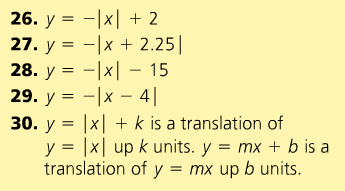 26. y = −|x| + 2
27. y = −|x + 2.25|
28. y = −|x| − 15
29. y = −|x − 4|
30. y = |x| + k is a translation of
y = |x| up k units. y = mx + b is a
translation of y = mx up b units.